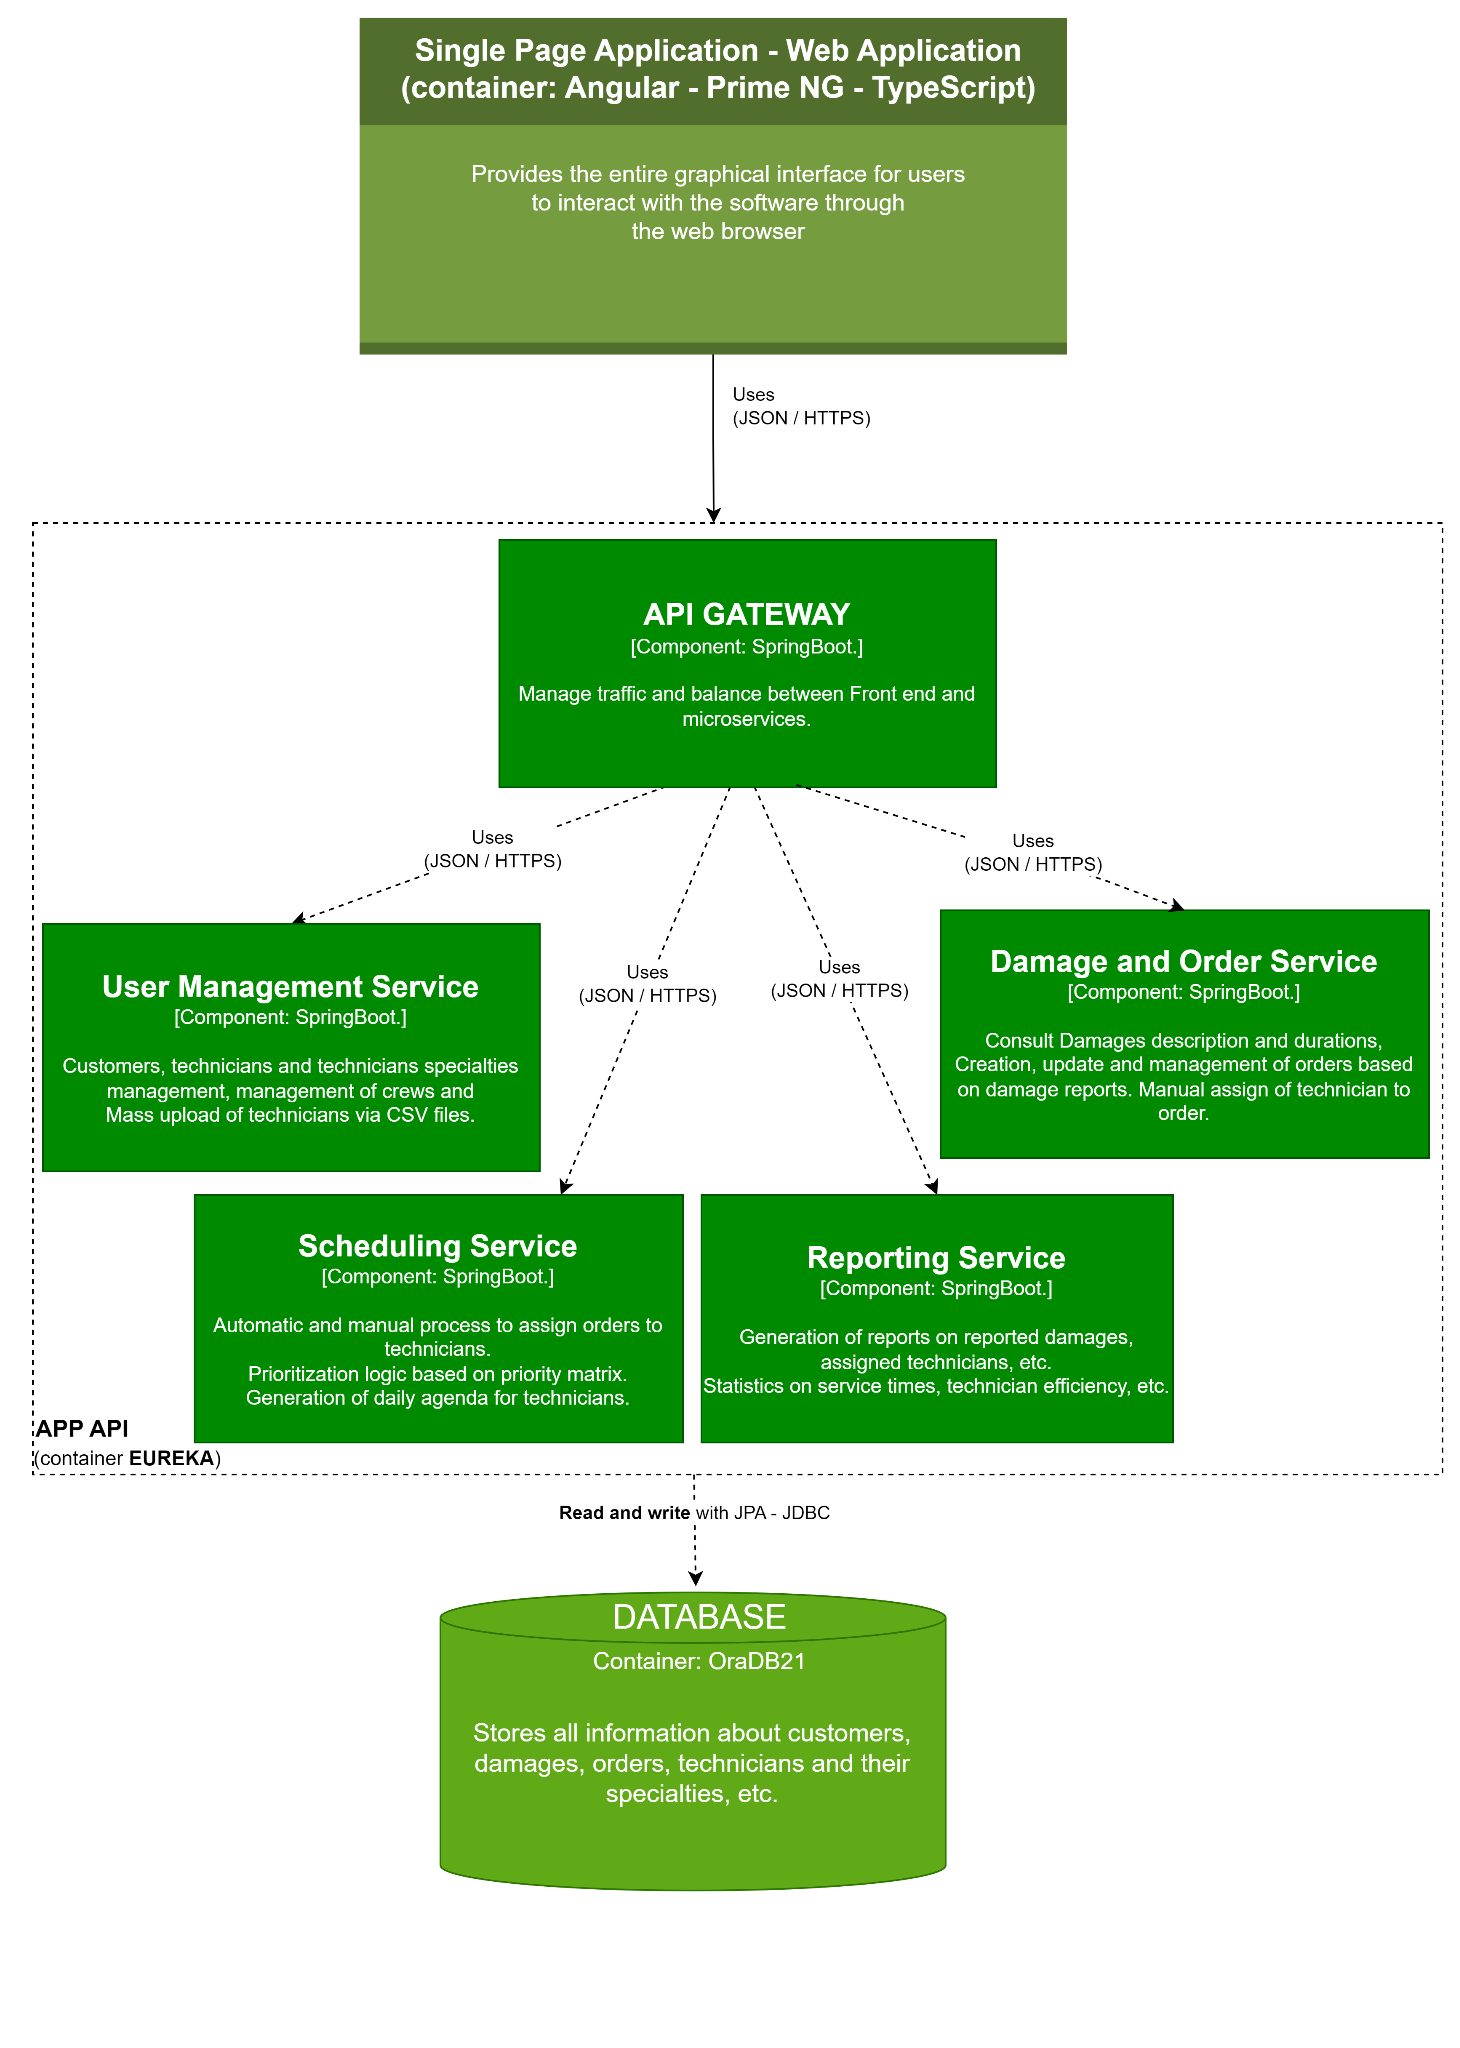 Single Page Application - Web Application
(container: Angular - Prime NG - TypeScript)
Provides the entire graphical interface for users
to interact with the software through
the web browser
Uses
(JSON / HTTPS)
API GATEWAY
[Component: SpringBoot.]
Manage traffic and balance between Front end and
microservices.
Uses
(JSON / HTTPS)
Uses
(JSON / HTTPS)
Uses
(JSON / HTTPS)
Uses
(JSON / HTTPS)
User Management Service
[Component: SpringBoot.]
Customers, technicians and technicians specialties
management, management of crews and
Mass upload of technicians via CSV files.
Damage and Order Service
[Component: SpringBoot.]
Consult Damages description and durations,
Creation, update and management of orders based
on damage reports. Manual assign of technician to
order.
Scheduling Service
[Component: SpringBoot.]
Automatic and manual process to assign orders to
technicians.
Prioritization logic based on priority matrix.
Generation of daily agenda for technicians.
Reporting Service
[Component: SpringBoot.]
Generation of reports on reported damages,
assigned technicians, etc.
Statistics on service times, technician efficiency, etc.
APP API
(container EUREKA)
Read and write with JPA - JDBC
DATABASE
Container: OraDB21
Stores all information about customers,
damages, orders, technicians and their
specialties, etc.